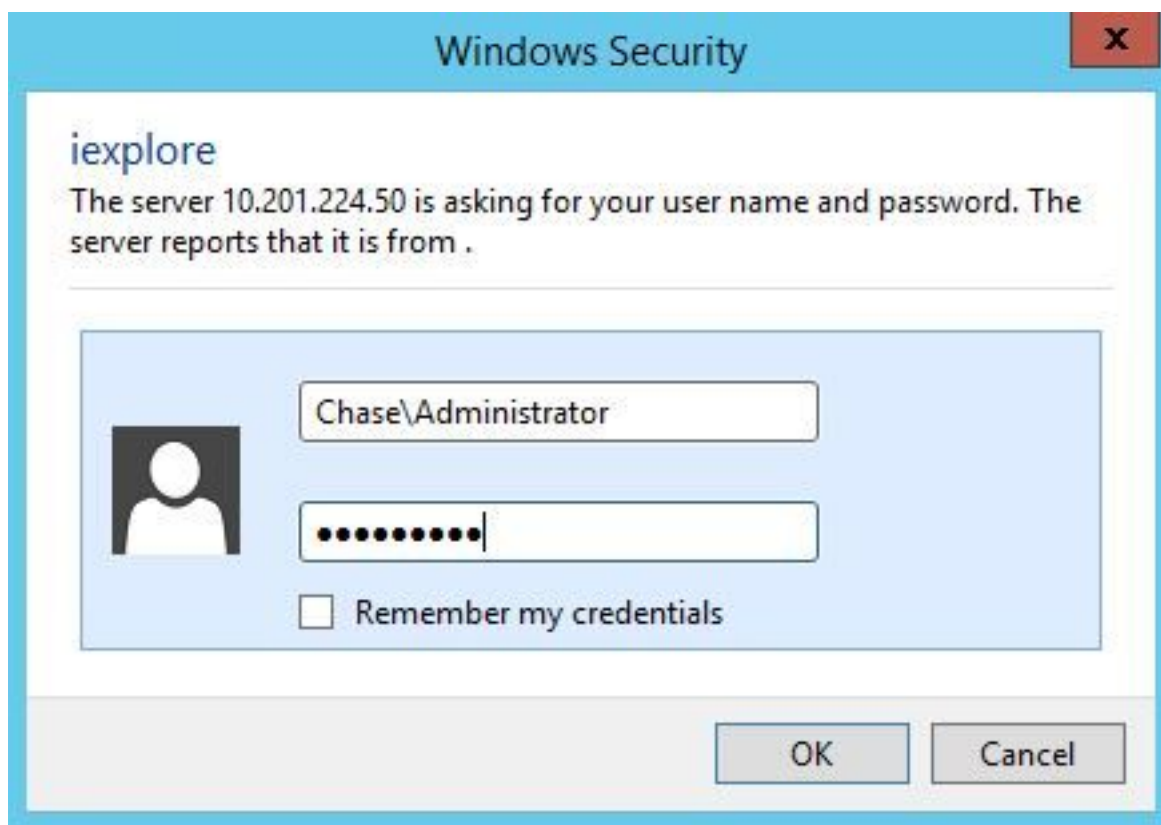 Windows Security
x
iexplore
The server 10.201.224.50 is asking for your user name and password. The
server reports that it is from .
Chase\Administrator
●●●●●●●●●
Remember my credentials
OK
Cancel